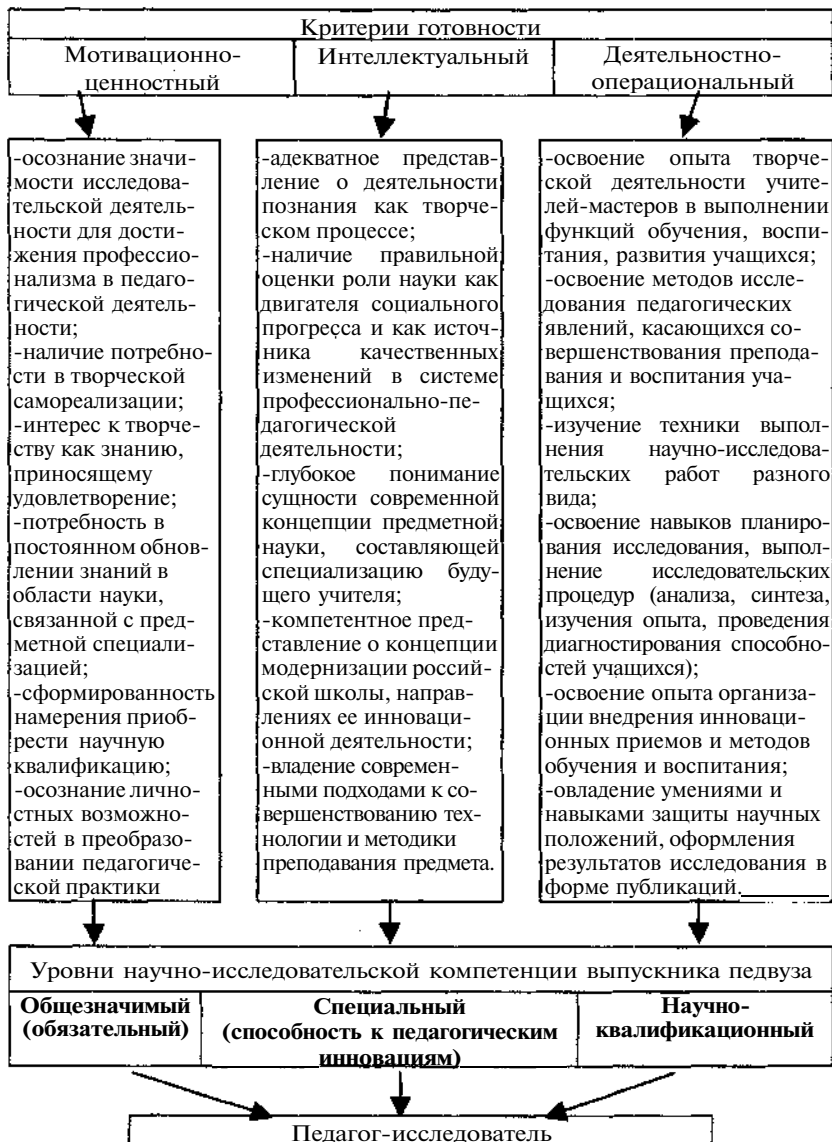 Критерии готовности
Мотивационно-
ценностный
Интеллектуальный
Деятельностно-
операциональный
-осознание значи-
мости исследова-
тельской деятель-
ности для дости-
жения профессио-
нализма в педаго-
гической деятель-
ности;
-наличие потребно-
сти в творческой
самореализации;
-интерес к творче-
ству как знанию,
приносящему
удовлетворение;
-потребность в
постоянном обнов-
лении знаний в
области науки,
связанной с пред-
метной специали-
зацией;
-сформированность
намерения приоб-
рести научную
квалификацию;
-осознание лично-
стных возможно-
стей в преобразо-
вании педагогиче-
ской практики
-адекватное представ-
ление о деятельности
познания как творче-
ском процессе;
-наличие правильной
оценки роли науки как
двигателя социального
прогресса и как источ-
ника качественных
изменений в системе
профессионально-пе-
дагогической
деятельности;
-глубокое понимание
сущности современной
концепции предметной
науки, составляющей
специализацию буду-
щего учителя;
-компетентное пред-
ставление о концепции
модернизации россий-
ской школы, направ-
лениях ее инноваци-
онной деятельности;
-владение современ-
ными подходами к со-
вершенствованию тех-
нологии и методики
преподавания предмета.
-освоение опыта творче-
ской деятельности учите-
лей-мастеров в выполнении
функций обучения, воспи-
тания, развития учащихся;
-освоение методов иссле-
дования педагогических
явлений, касающихся со-
вершенствования препода-
вания и воспитания уча-
щихся;
-изучение техники выпол-
нения научно-исследова-
тельских работ разного
вида;
-освоение навыков планиро-
вания исследования, выпол-
нение исследовательских
процедур (анализа, синтеза,
изучения опыта, проведения
диагностирования способно-
стей учащихся);
-освоение опыта организа-
ции внедрения инноваци-
онных приемов и методов
обучения и воспитания;
-овладение умениями и
навыками защиты научных
положений, оформления
результатов исследования в
форме публикаций.
Уровни научно-исследовательской компетенции выпускника педвуза
Общезначимый
(обязательный)
Специальный
(способность к педагогическим
инновациям)
Научно-
квалификационный
Педагог-исследователь